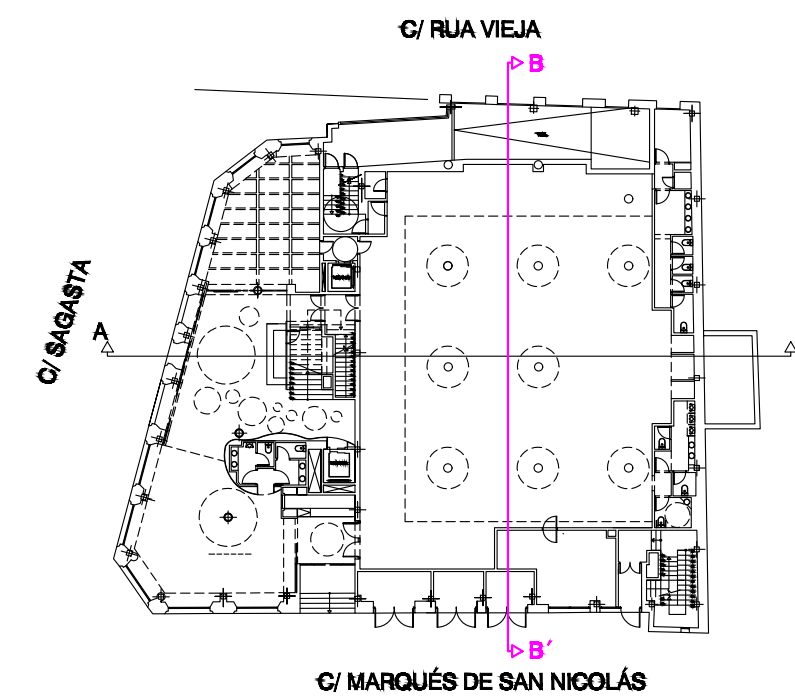 C/ RUA VIEJA
B
C/ SAGASTA
A
B´
C/ MARQUÉS DE SAN NICOLÁS